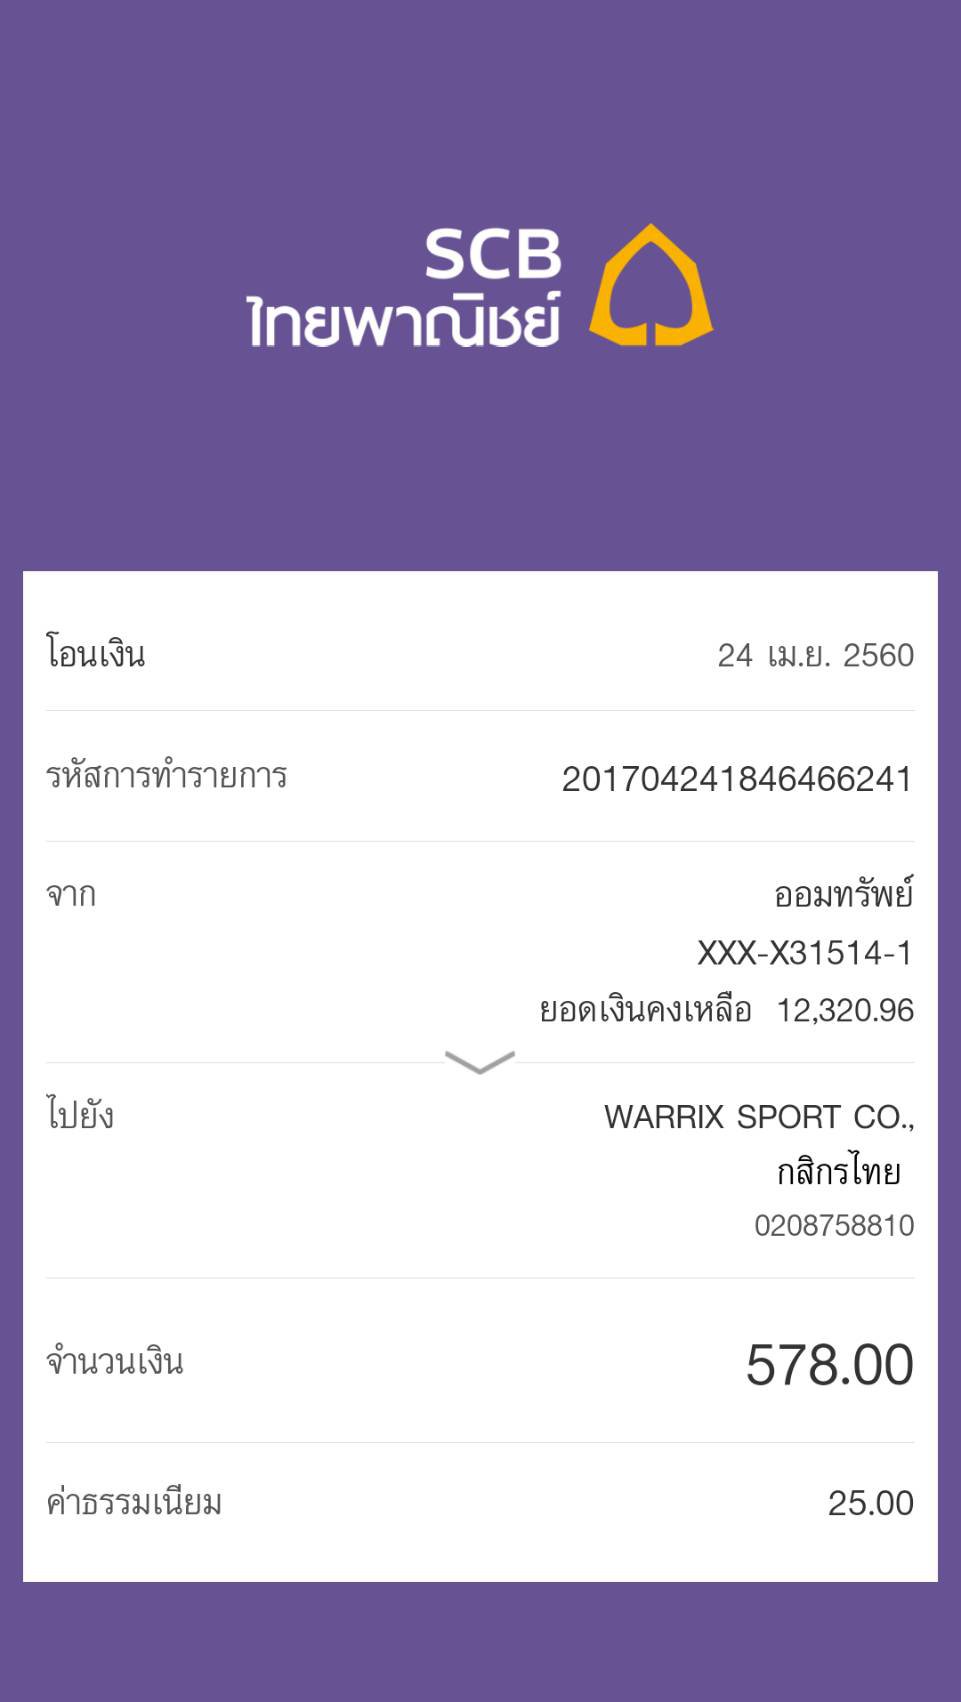 SCB
ไทยพาณิชย์
โอนเงิน 24 เม.ย. 2560
รหัสการทำรายการ 201704241846466241
จาก ออมทรัพย์
XXX-X31514-1
ยอดเงินคงเหลือ 12,320.96
ไปยัง WARRIX SPORT CO.,
กสิกรไทย
0208758810
จำนวนเงิน 578.00
ค่าธรรมเนียม 25.00